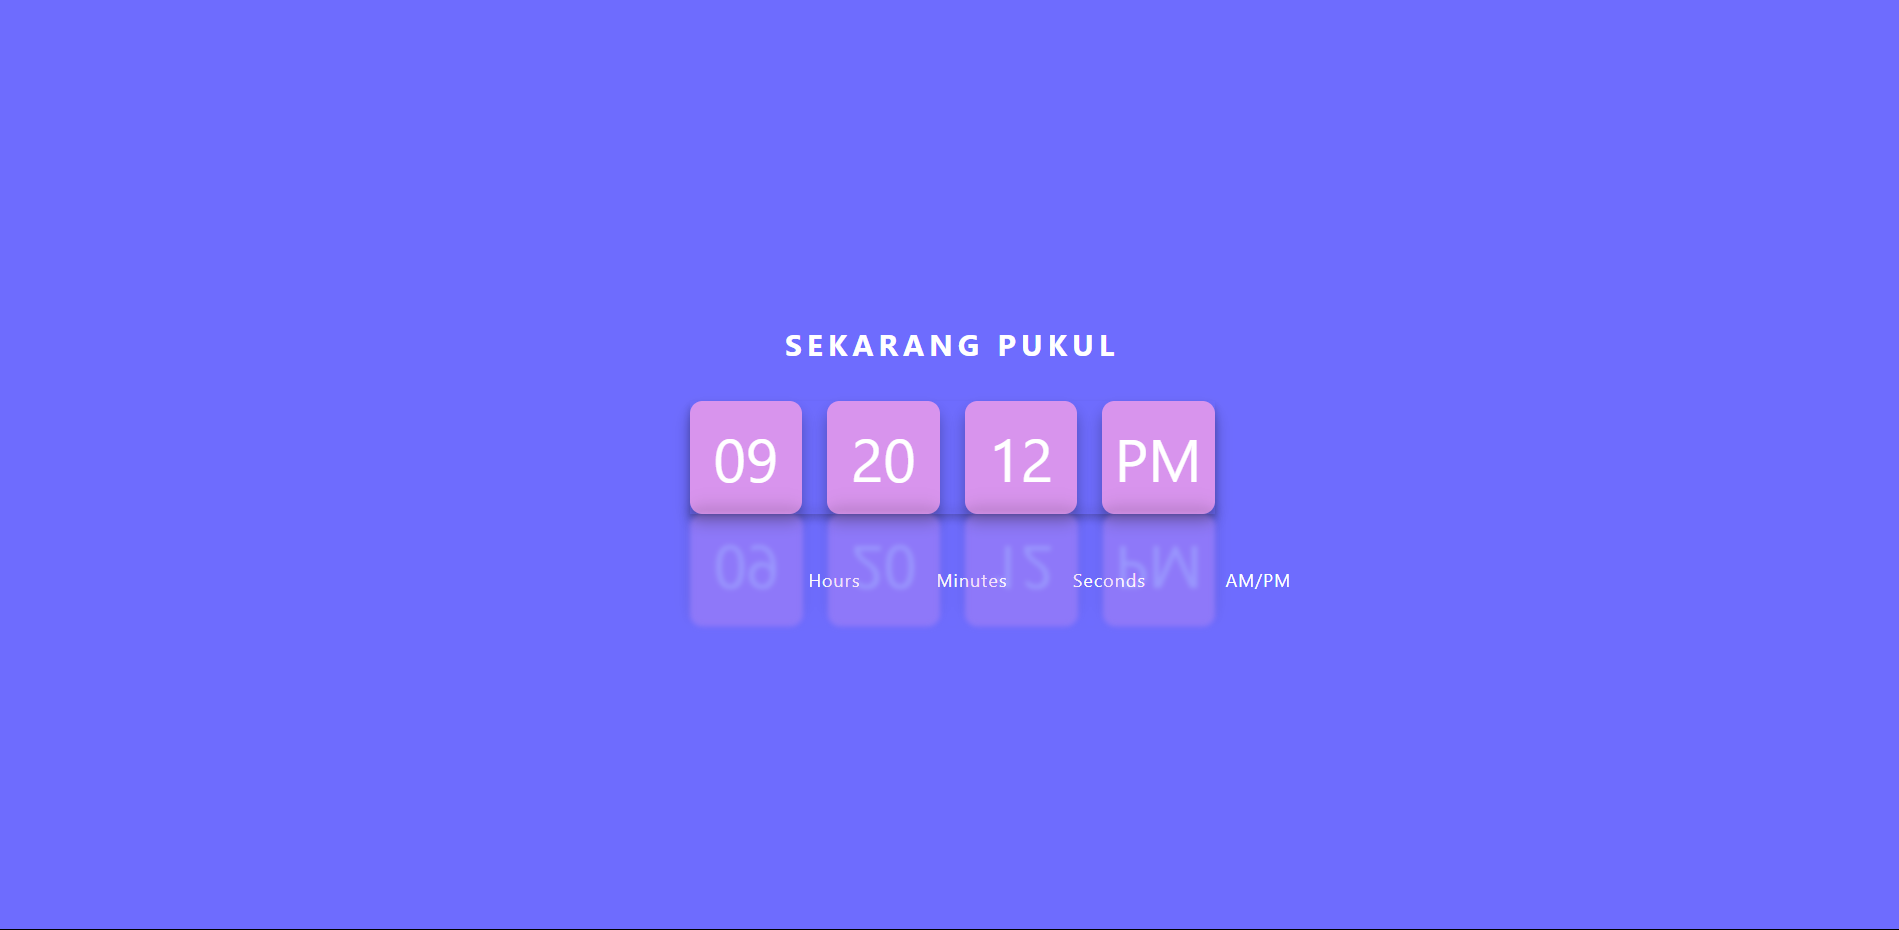 SEKARANG PUKUL
09 20 12 PM
Hours Minutes Seconds AM/PM